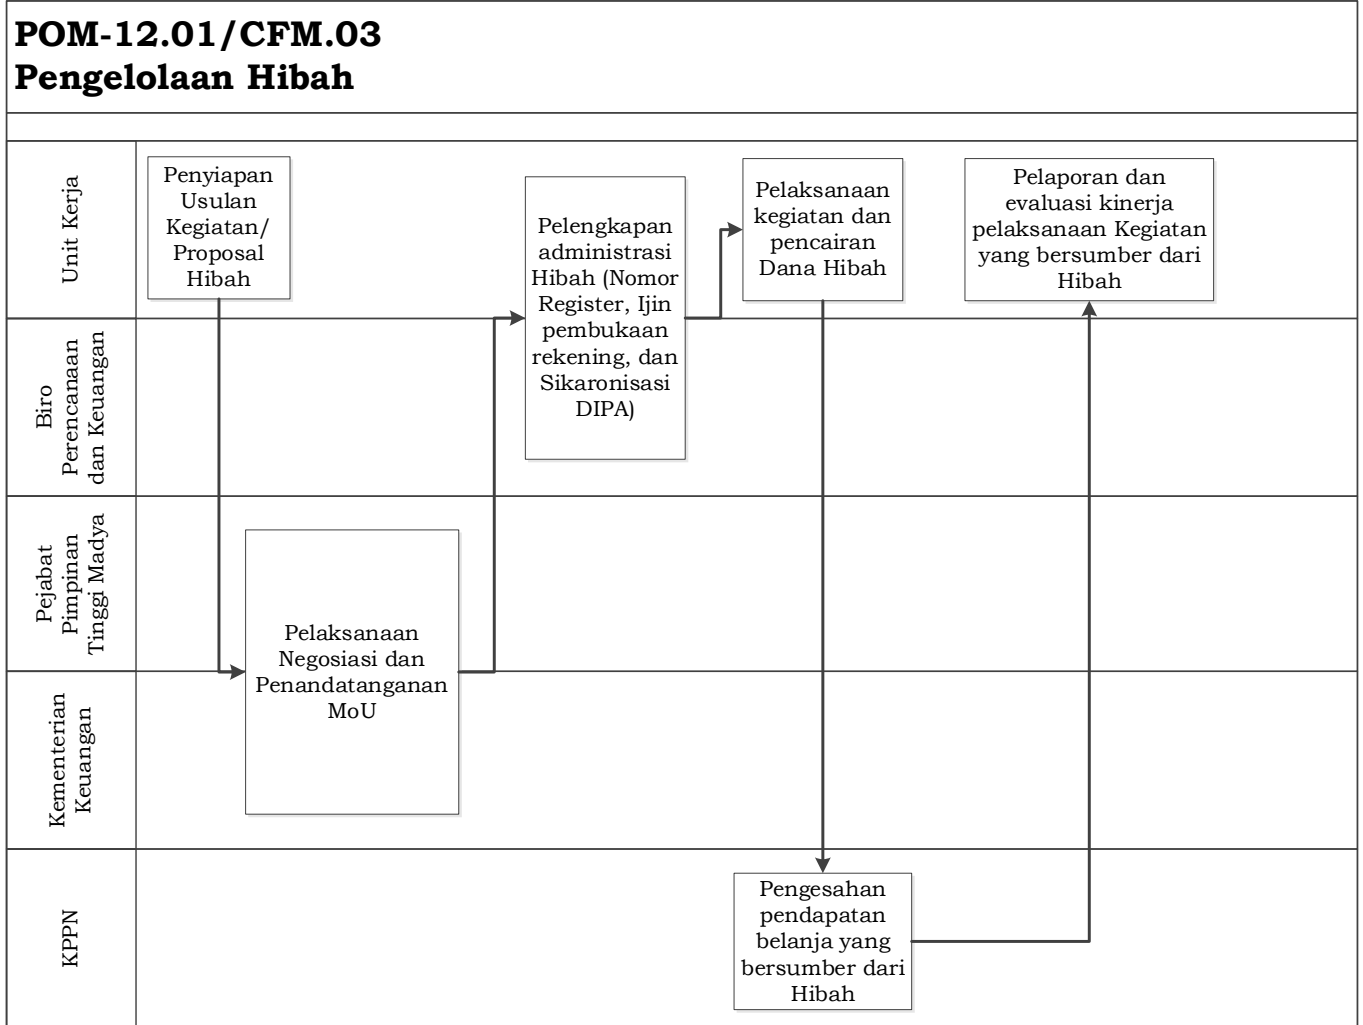 POM-12.01/CFM.03
Pengelolaan Hibah
Unit Kerja
Penyiapan
Usulan
Kegiatan/
Proposal
Hibah
Pelengkapan
administrasi
Hibah (Nomor
Register, Ijin
pembukaan
rekening, dan
Sikaronisasi
DIPA)
Pelaksanaan
kegiatan dan
pencairan
Dana Hibah
Pelaporan dan
evaluasi kinerja
pelaksanaan Kegiatan
yang bersumber dari
Hibah
Biro
Perencanaan
dan Keuangan
Pejabat
Pimpinan
Tinggi Madya
Pelaksanaan
Negosiasi dan
Penandatanganan
MoU
Kementerian
Keuangan
KPPN
Pengesahan
pendapatan
belanja yang
bersumber dari
Hibah